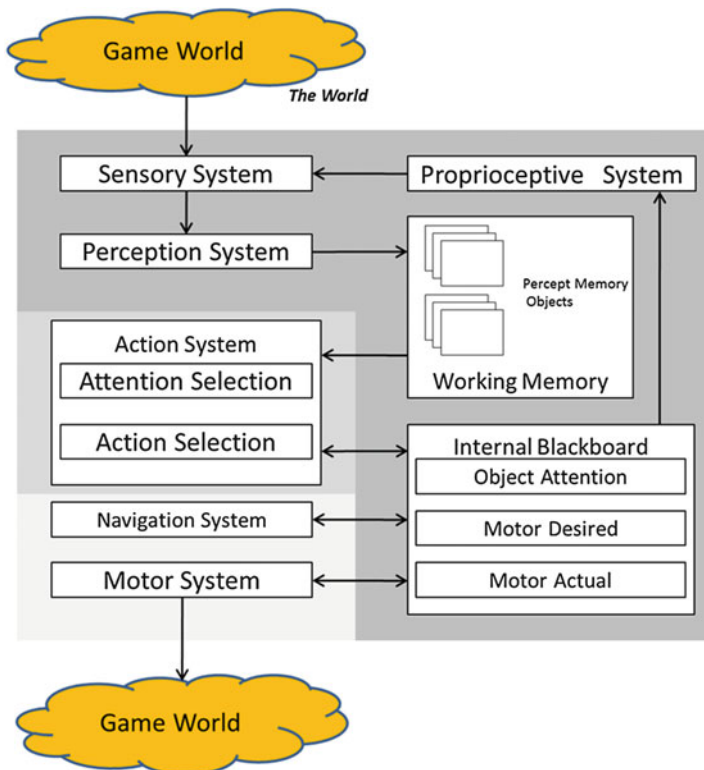 Game World
The World
Sensory System
Proprioceptive System
Perception System
Percept Memory
Objects
Working Memory
Action System
Attention Selection
Action Selection
Internal Blackboard
Object Attention
Motor Desired
Motor Actual
Navigation System
Motor System
Game World